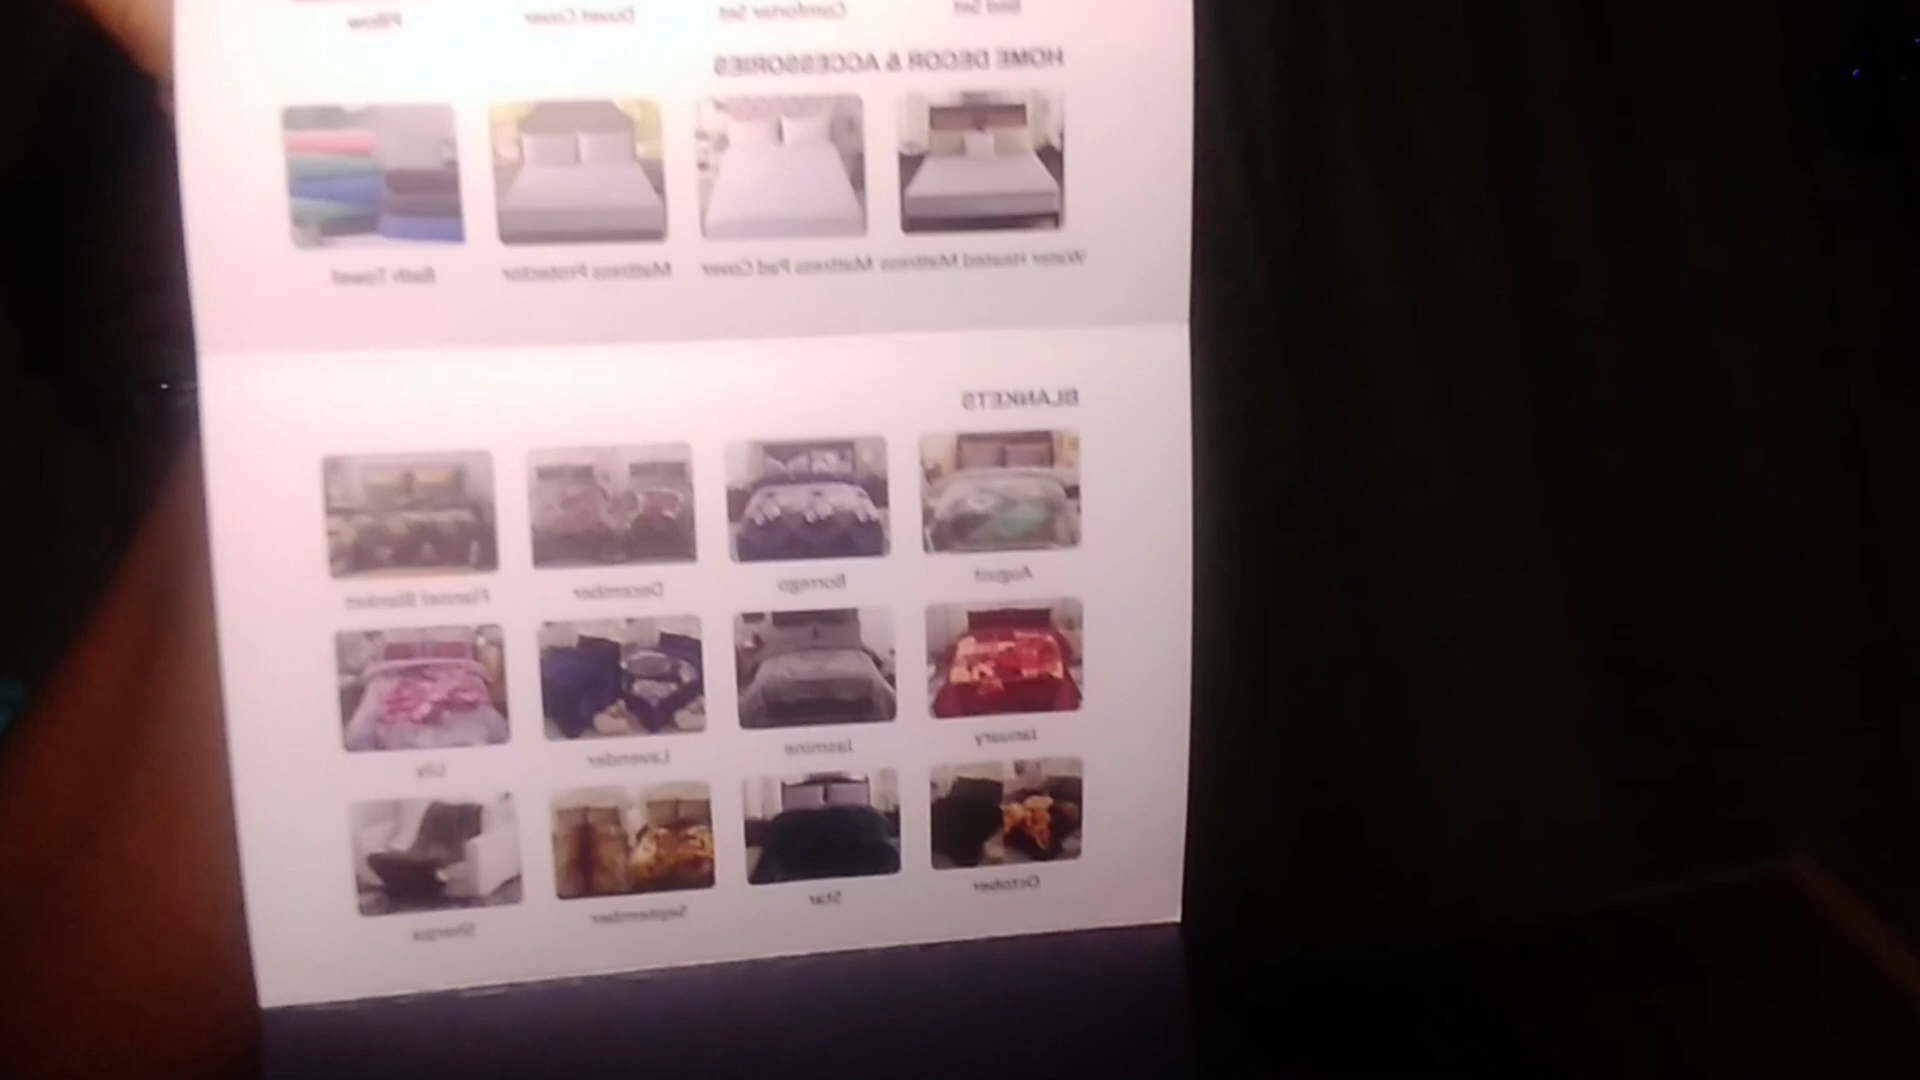 Bed Set Comforter Set Duvet Cover Pillow
HOME DECOR & ACCESSORIES
Water Heated Mattress Mattress Pad Cover Mattress Protector Bath Towel
BLANKETS
August Borrego December Flannel Blanket
January Jasmine Lavender Lily
October Star September Sherpa